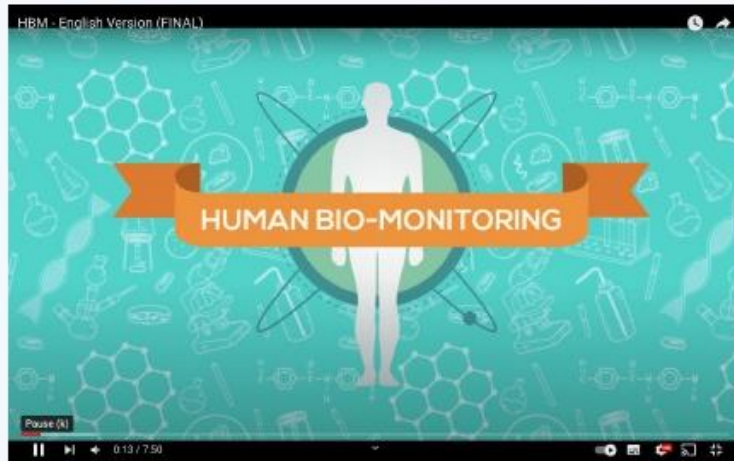 HBM - English Version (FINAL)
HUMAN BIO-MONITORING
Pause (k)
0:13 / 7:50